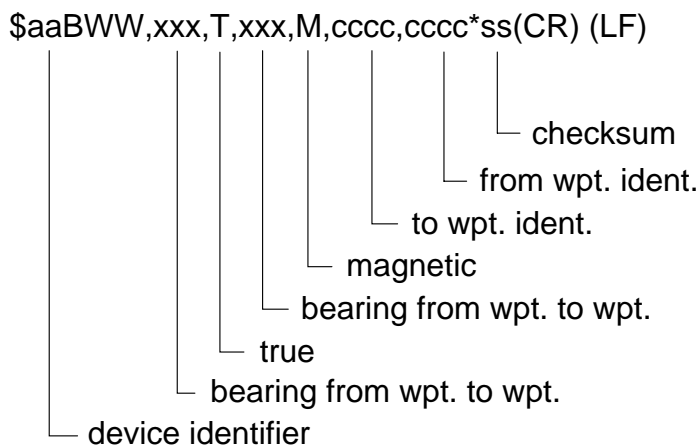 $aaBWW,xxx,T,xxx,M,cccc,cccc*ss(CR) (LF)
checksum
from wpt. ident.
to wpt. ident.
magnetic
bearing from wpt. to wpt.
true
bearing from wpt. to wpt.
device identifier